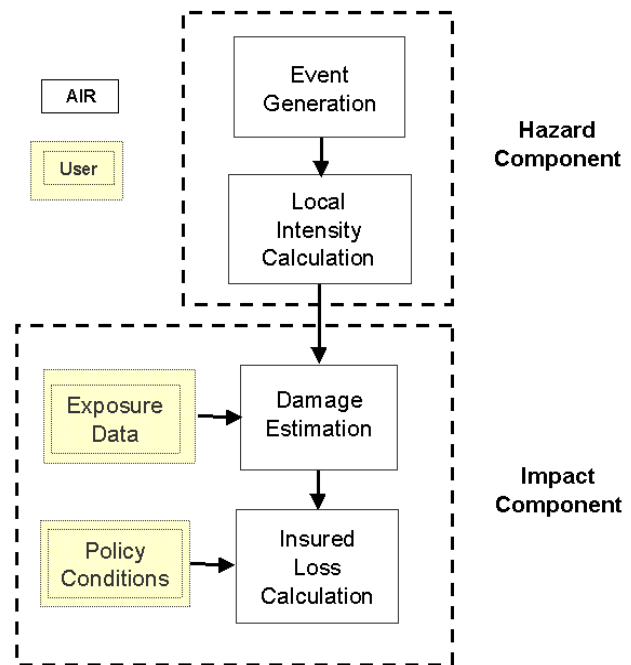 Event
Generation
AIR
Hazard
Component
User
Local
Intensity
Calculation
Exposure
Data
Damage
Estimation
Impact
Component
Policy
Conditions
Insured
Loss
Calculation